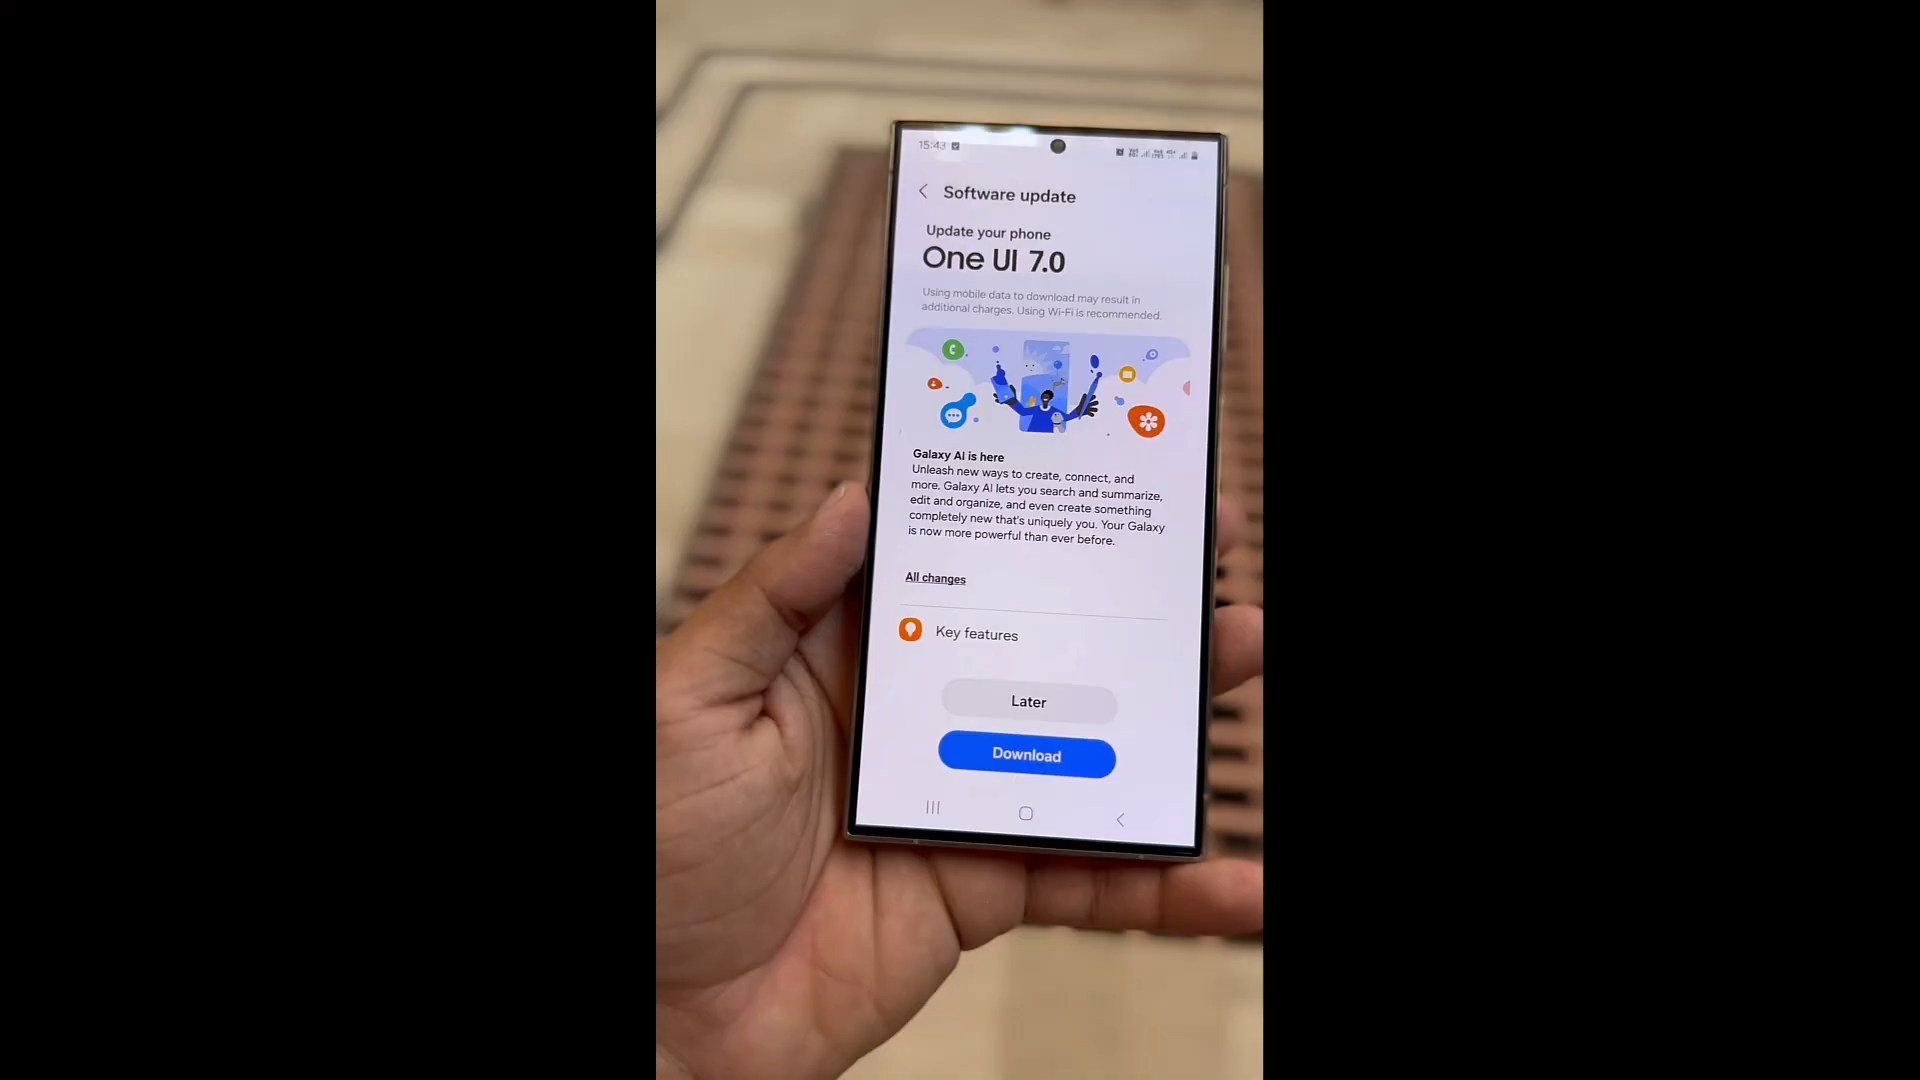 15:43
Software update
Update your phone
One UI 7.0
Using mobile data to download may result in
additional charges. Using Wi-Fi is recommended.
Galaxy AI is here
Unleash new ways to create, connect, and
more. Galaxy AI lets you search and summarize,
edit and organize, and even create something
completely new that's uniquely you. Your Galaxy
is now more powerful than ever before.
All changes
Key features
Later
Download